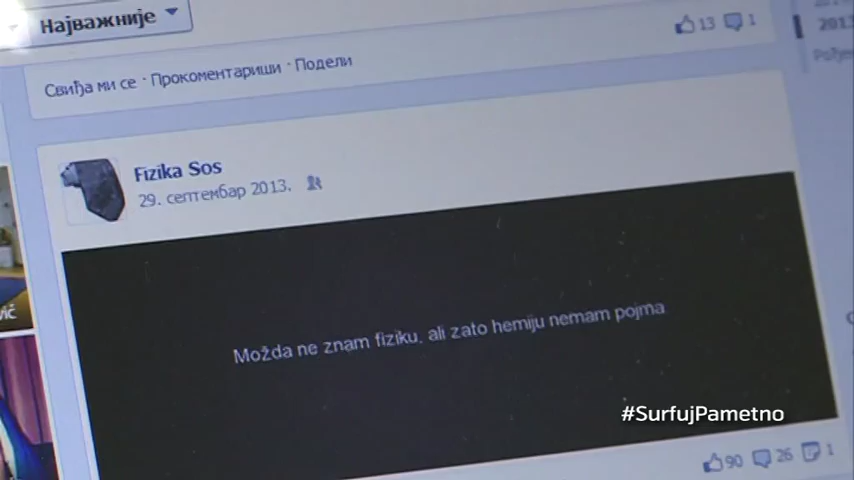 Најважније
13 1
2013
Свиђа ми се · Прокоментариши · Подели
Fizika Sos
29. септембар 2013.
Možda ne znam fiziku, ali zato hemiju nemam pojma
#SurfujPametno
90 26 1